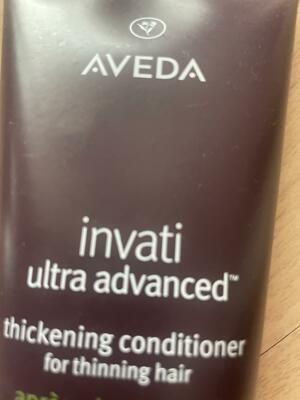 AVEDA
invati
ultra advanced™
thickening conditioner
for thinning hair